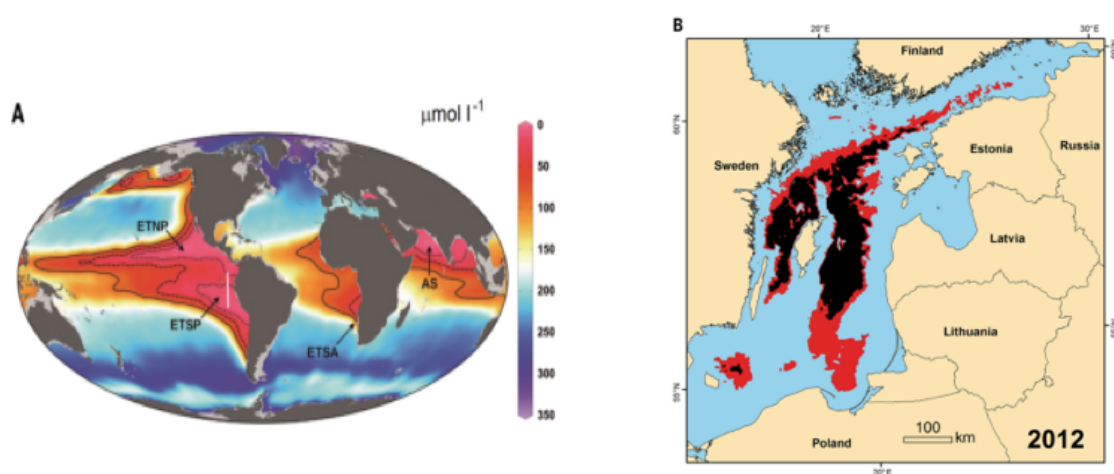 A
μmol l⁻¹
0
50
100
150
200
250
300
350
ETNP
ETSP
ETSA
AS
B
20°E
30°E
Finland
60°N
Sweden
Estonia
Russia
Latvia
Lithuania
55°N
Poland
100
km
2012
20°E